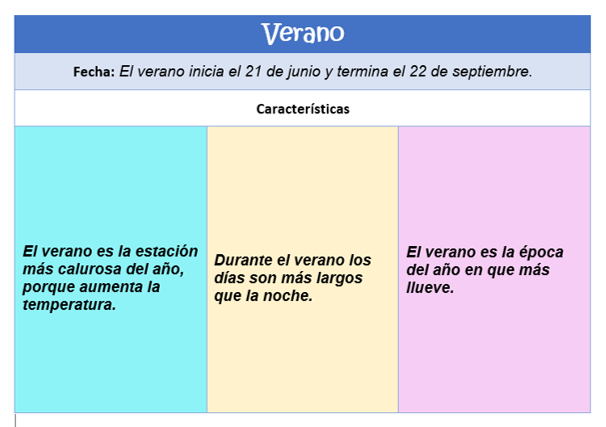 Verano
Fecha: El verano inicia el 21 de junio y termina el 22 de septiembre.
Características
El verano es la estación
más calurosa del año,
porque aumenta la
temperatura.
Durante el verano los
días son más largos
que la noche.
El verano es la época
del año en que más
llueve.